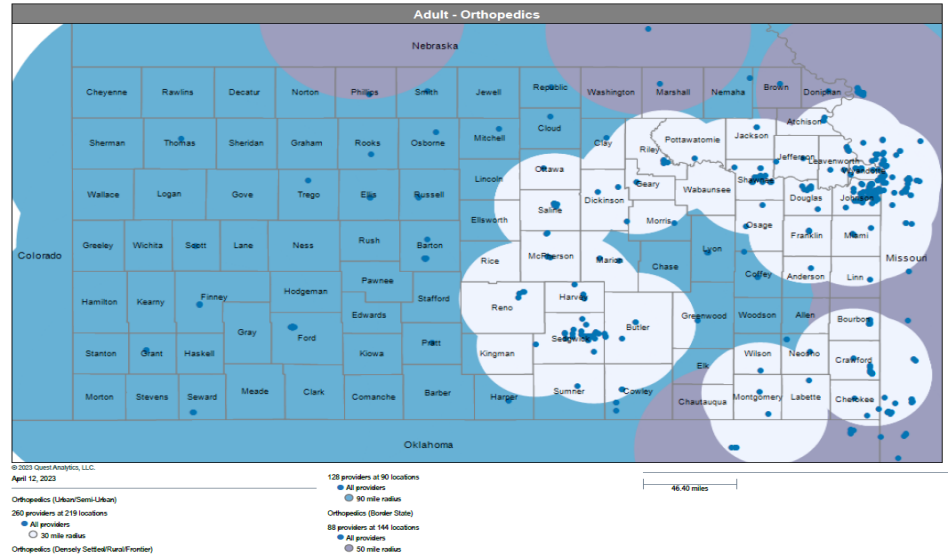 Adult - Orthopedics
Nebraska
Cheyenne Rawlins Decatur Norton Phillips Smith Jewell Republic Washington Marshall Nemaha Brown Doniphan
Atchison
Sherman Thomas Sheridan Graham Rooks Osborne Mitchell Cloud Clay Riley Pottawatomie Jackson Jefferson Leavenworth
Wyandotte
Lincoln Ottawa
Wallace Logan Gove Trego Ellis Russell Saline Dickinson Geary Wabaunsee Shawnee Douglas Johnson
Ellsworth Morris Osage
Colorado Greeley Wichita Scott Lane Ness Rush Barton Rice McPherson Marion Chase Lyon Coffey Franklin Miami Missouri
Anderson Linn
Hamilton Kearny Finney Hodgeman Pawnee Stafford Reno Harvey
Gray Ford Edwards Sedgwick Butler Greenwood Woodson Allen Bourbon
Stanton Grant Haskell Kiowa Pratt Kingman Elk Wilson Neosho Crawford
Morton Stevens Seward Meade Clark Comanche Barber Harper Sumner Cowley Chautauqua Montgomery Labette Cherokee
Oklahoma
© 2023 Quest Analytics, LLC.
April 12, 2023
Orthopedics (Urban/Semi-Urban)
260 providers at 219 locations
All providers
30 mile radius
Orthopedics (Densely Settled/Rural/Frontier)
128 providers at 90 locations
All providers
90 mile radius
Orthopedics (Border State)
88 providers at 144 locations
All providers
50 mile radius
46.40 miles